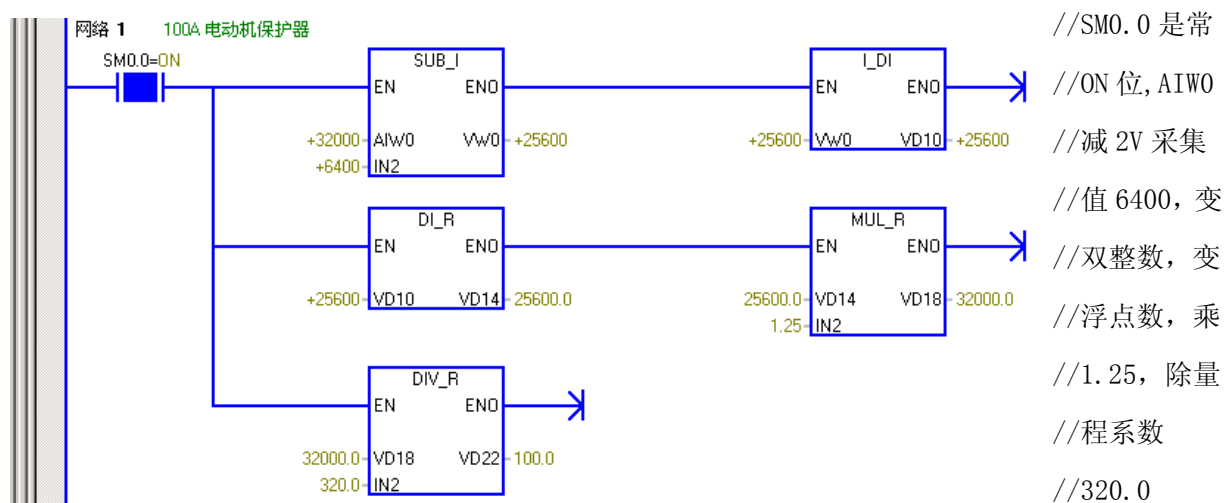 网络 1 100A 电动机保护器
SM0.0=ON
SUB_I
EN ENO
+32000 AIW0 VW0 +25600
+6400 IN2
I_DI
EN ENO
+25600 VW0 VD10 +25600
DI_R
EN ENO
+25600 VD10 VD14 25600.0
MUL_R
EN ENO
25600.0 VD14 VD18 32000.0
1.25 IN2
DIV_R
EN ENO
32000.0 VD18 VD22 100.0
320.0 IN2
//SM0.0 是常
//ON 位,AIW0
//减 2V 采集
//值 6400，变
//双整数，变
//浮点数，乘
//1.25，除量
//程系数
//320.0